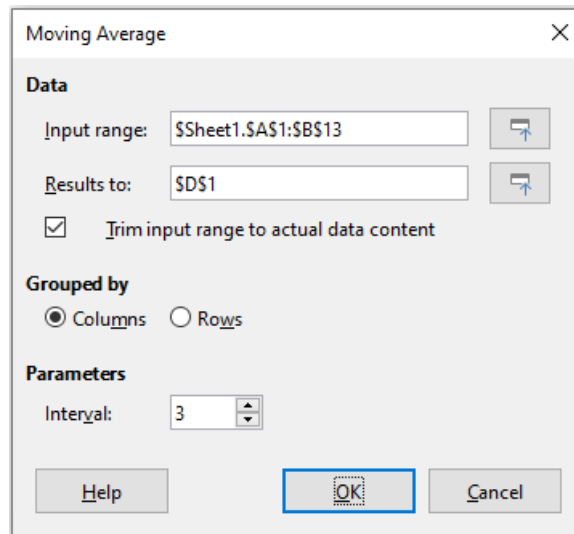 Moving Average
Data
Input range: $Sheet1.$A$1:$B$13
Results to: $D$1
Trim input range to actual data content
Grouped by
Columns Rows
Parameters
Interval: 3
Help OK Cancel